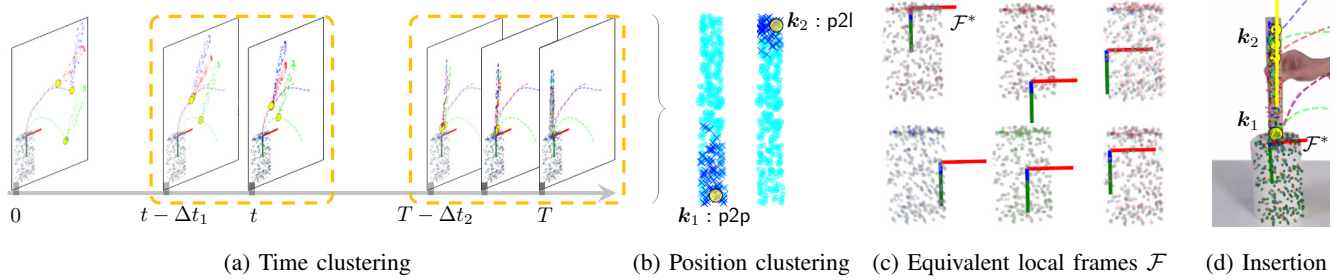 0
t − Δt₁
t
T − Δt₂
T
k₁ : p2p
k₂ : p2l
F*
k₂
k₁
F*
(a) Time clustering
(b) Position clustering
(c) Equivalent local frames F
(d) Insertion